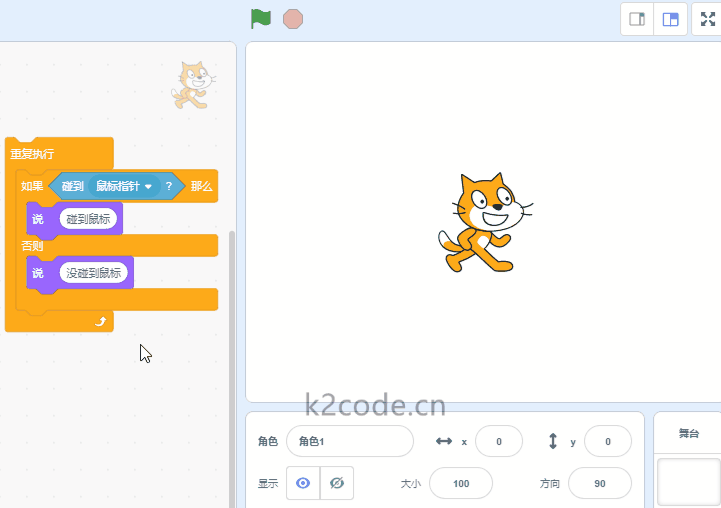 重复执行
如果 碰到 鼠标指针 ? 那么
说 碰到鼠标
否则
说 没碰到鼠标
k2code.cn
角色 角色1 x 0 y 0
显示 大小 100 方向 90
舞台